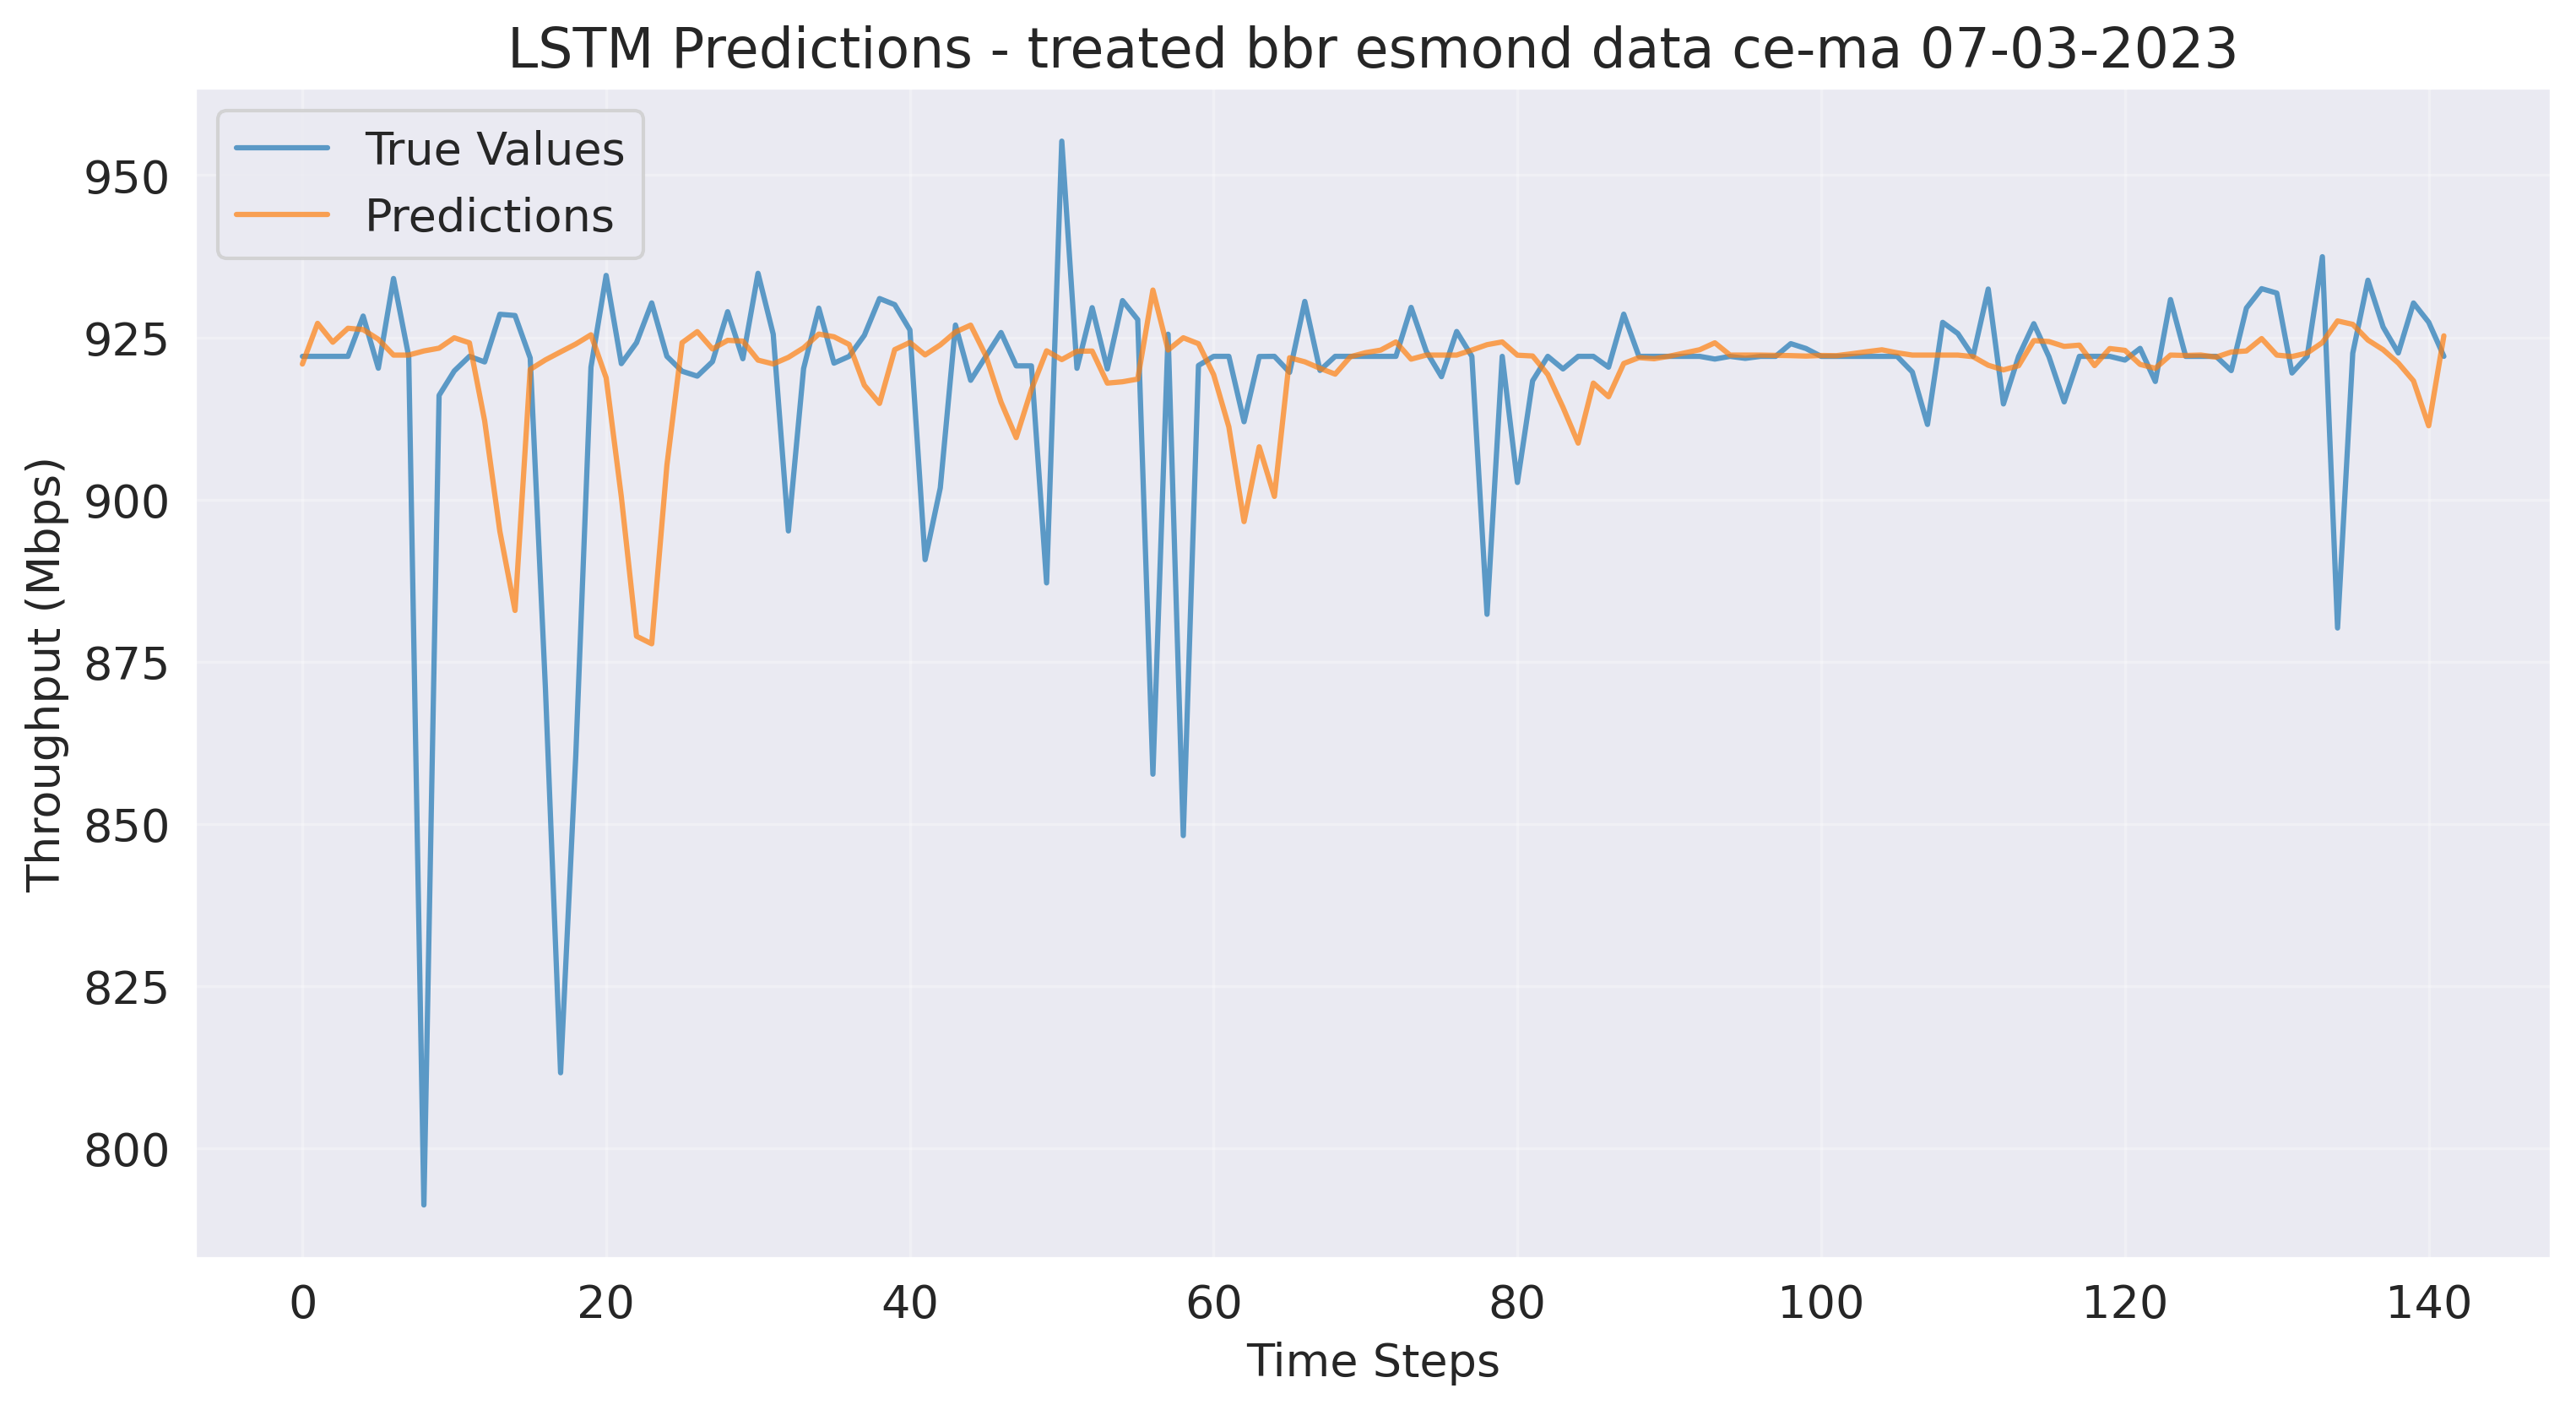 LSTM Predictions - treated bbr esmond data ce-ma 07-03-2023
True Values
Predictions
Throughput (Mbps)
950
925
900
875
850
825
800
0 20 40 60 80 100 120 140
Time Steps